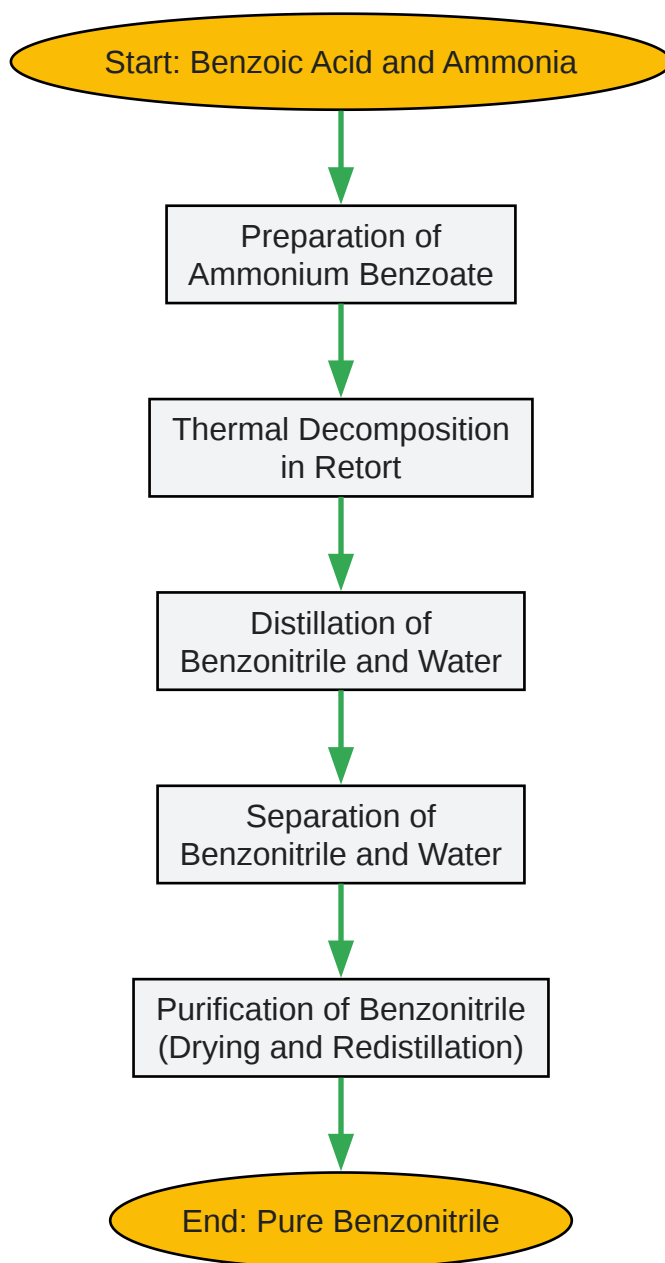 Start: Benzoic Acid and Ammonia
Preparation of
Ammonium Benzoate
Thermal Decomposition
in Retort
Distillation of
Benzonitrile and Water
Separation of
Benzonitrile and Water
Purification of Benzonitrile
(Drying and Redistillation)
End: Pure Benzonitrile